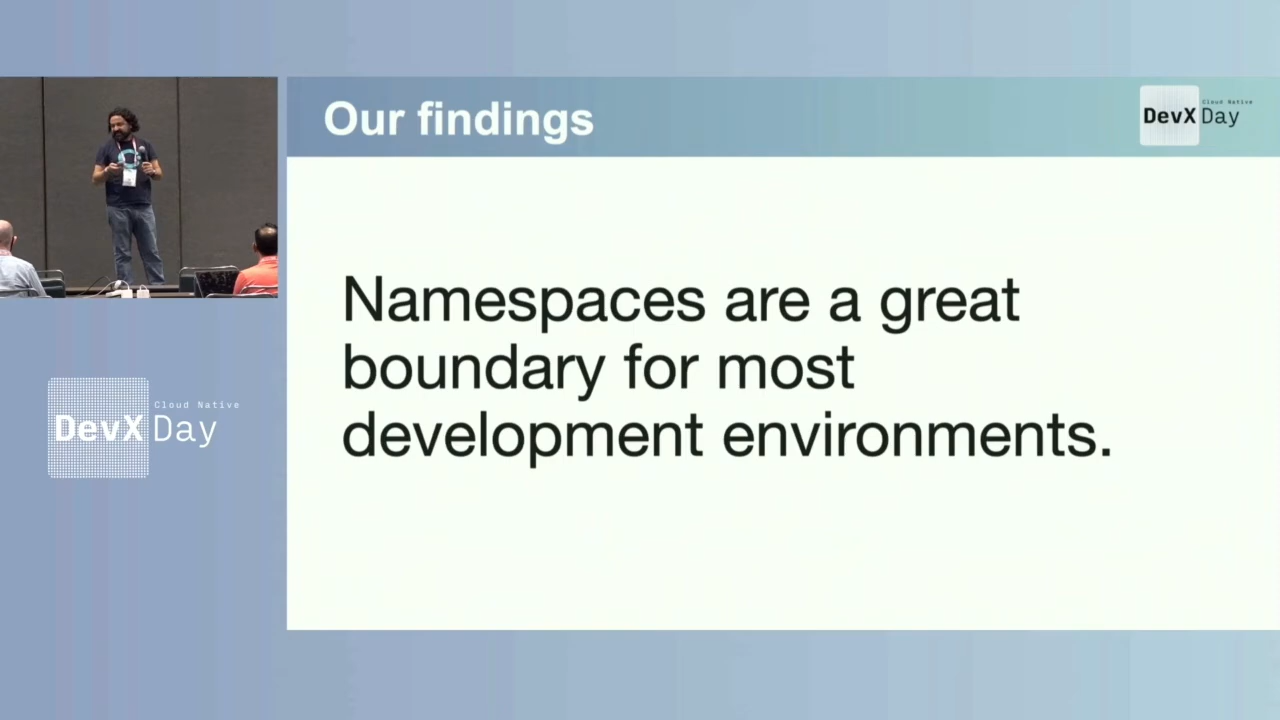 Our findings
Cloud Native
DevX Day
Namespaces are a great
boundary for most
development environments.
Cloud Native
DevX Day